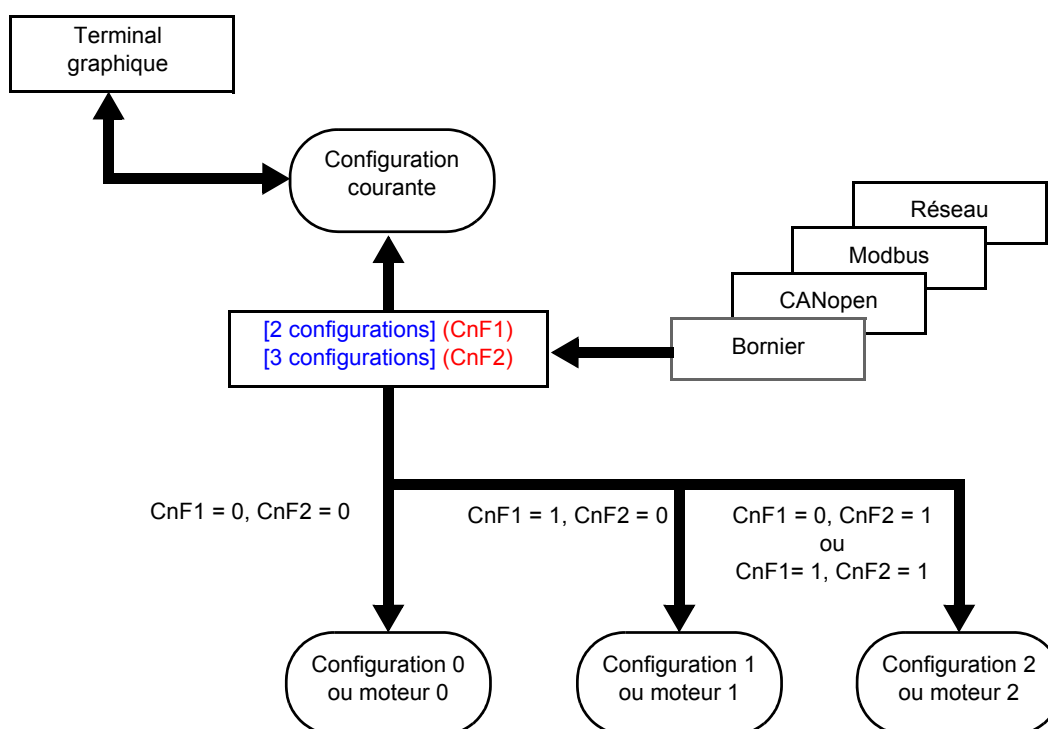 Terminal
graphique
Configuration
courante
Réseau
Modbus
CANopen
Bornier
[2 configurations] (CnF1)
[3 configurations] (CnF2)
CnF1 = 0, CnF2 = 0
CnF1 = 1, CnF2 = 0
CnF1 = 0, CnF2 = 1
ou
CnF1= 1, CnF2 = 1
Configuration 0
ou moteur 0
Configuration 1
ou moteur 1
Configuration 2
ou moteur 2